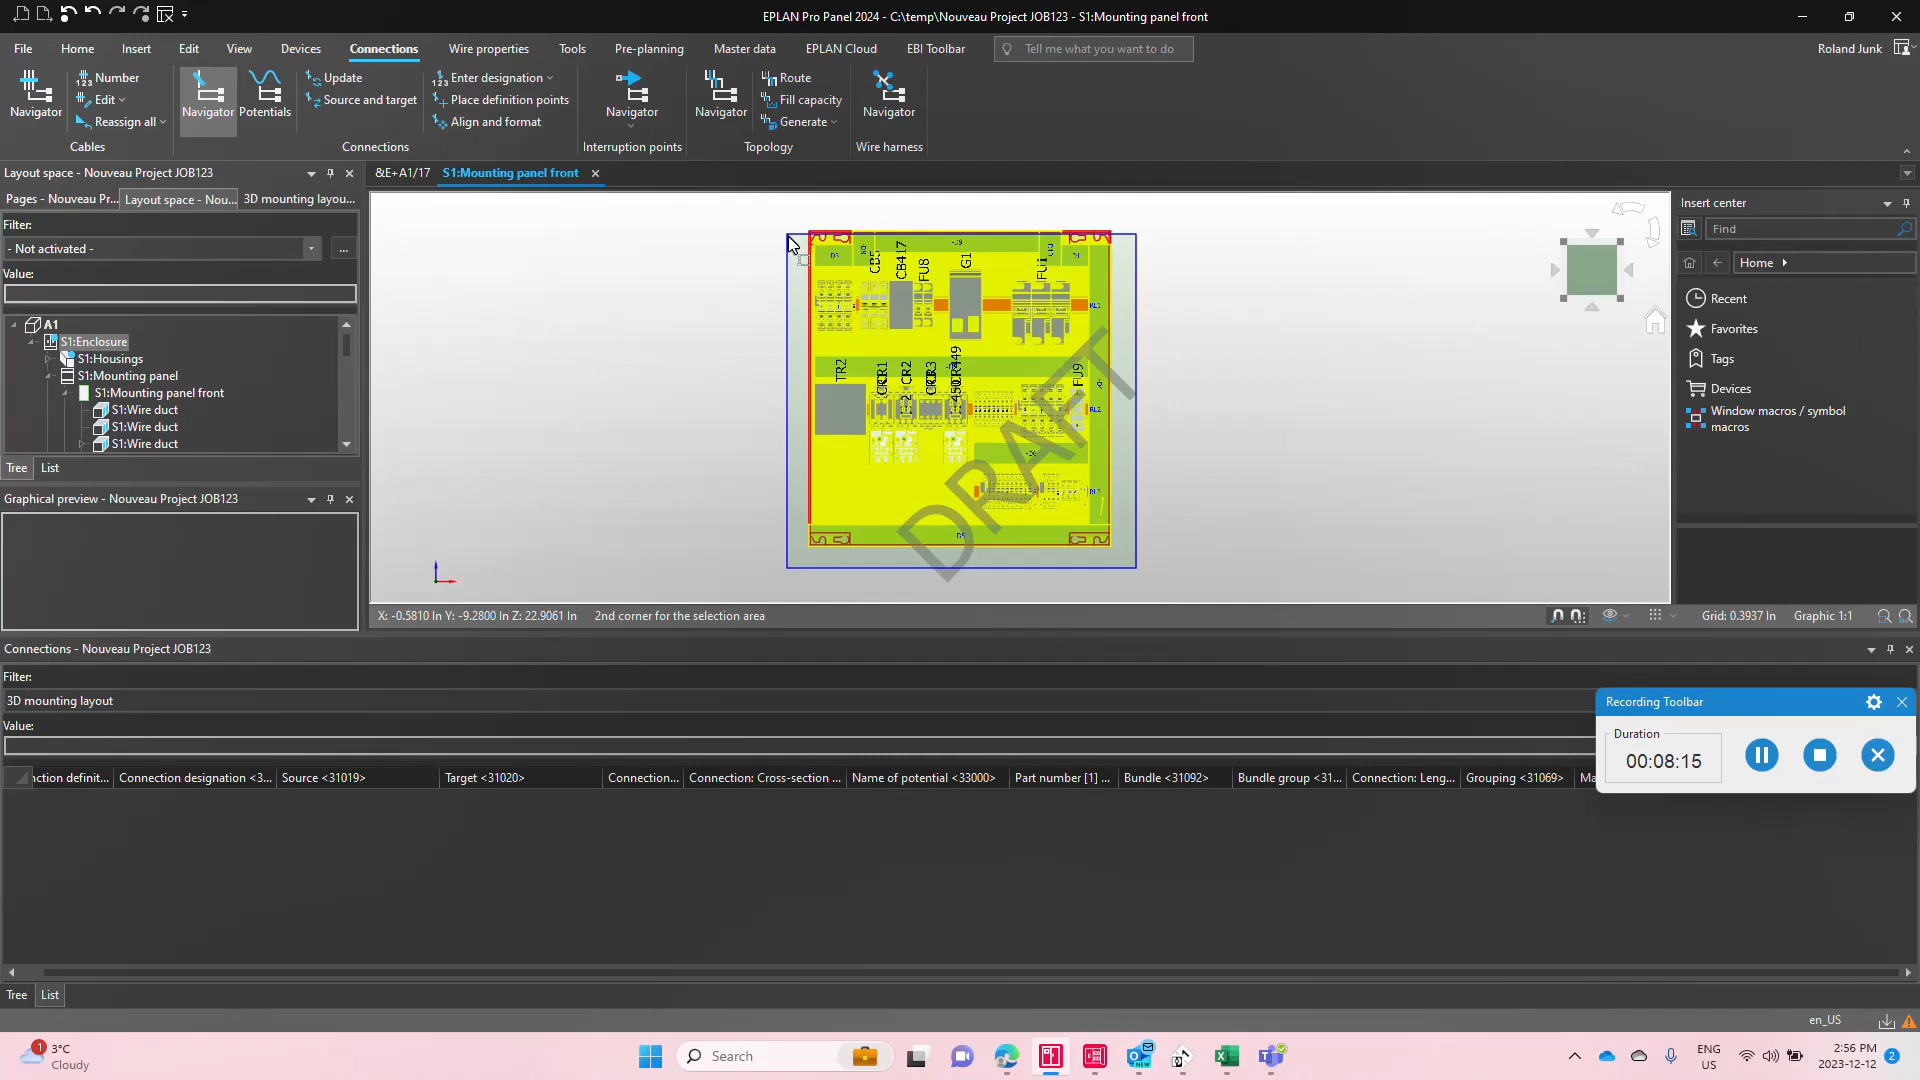 EPLAN Pro Panel 2024 - C:\temp\Nouveau Project JOB123 - S1:Mounting panel front
File Home Insert Edit View Devices Connections Wire properties Tools Pre-planning Master data EPLAN Cloud EBI Toolbar Tell me what you want to do Roland Junk
Navigator
Number
Edit
Reassign all
Cables
Navigator
Potentials
Update
Source and target
Enter designation
Place definition points
Align and format
Connections
Navigator
Interruption points
Navigator
Route
Fill capacity
Generate
Topology
Navigator
Wire harness
Layout space - Nouveau Project JOB123
Pages - Nouveau Pr... Layout space - Nou... 3D mounting layou...
Filter:
- Not activated -
...
Value:
A1
S1:Enclosure
S1:Housings
S1:Mounting panel
S1:Mounting panel front
S1:Wire duct
S1:Wire duct
S1:Wire duct
Tree List
Graphical preview - Nouveau Project JOB123
&E+A1/17 S1:Mounting panel front
CB417
FU8
G1
TR2
CR2
FU9
RL1
RL2
RL3
DRAFT
X: -0.5810 In Y: -9.2800 In Z: 22.9061 In 2nd corner for the selection area
Grid: 0.3937 In Graphic 1:1
Insert center
Find
Home
Recent
Favorites
Tags
Devices
Window macros / symbol
macros
Connections - Nouveau Project JOB123
Filter:
3D mounting layout
Value:
nction definit... Connection designation <3... Source <31019> Target <31020> Connection... Connection: Cross-section ... Name of potential <33000> Part number [1] ... Bundle <31092> Bundle group <31... Connection: Leng... Grouping <31069> Ma
Recording Toolbar
Duration
00:08:15
Tree List
en_US
1
3°C
Cloudy
Search
NEW
ENG
US
2:56 PM
2023-12-12
2